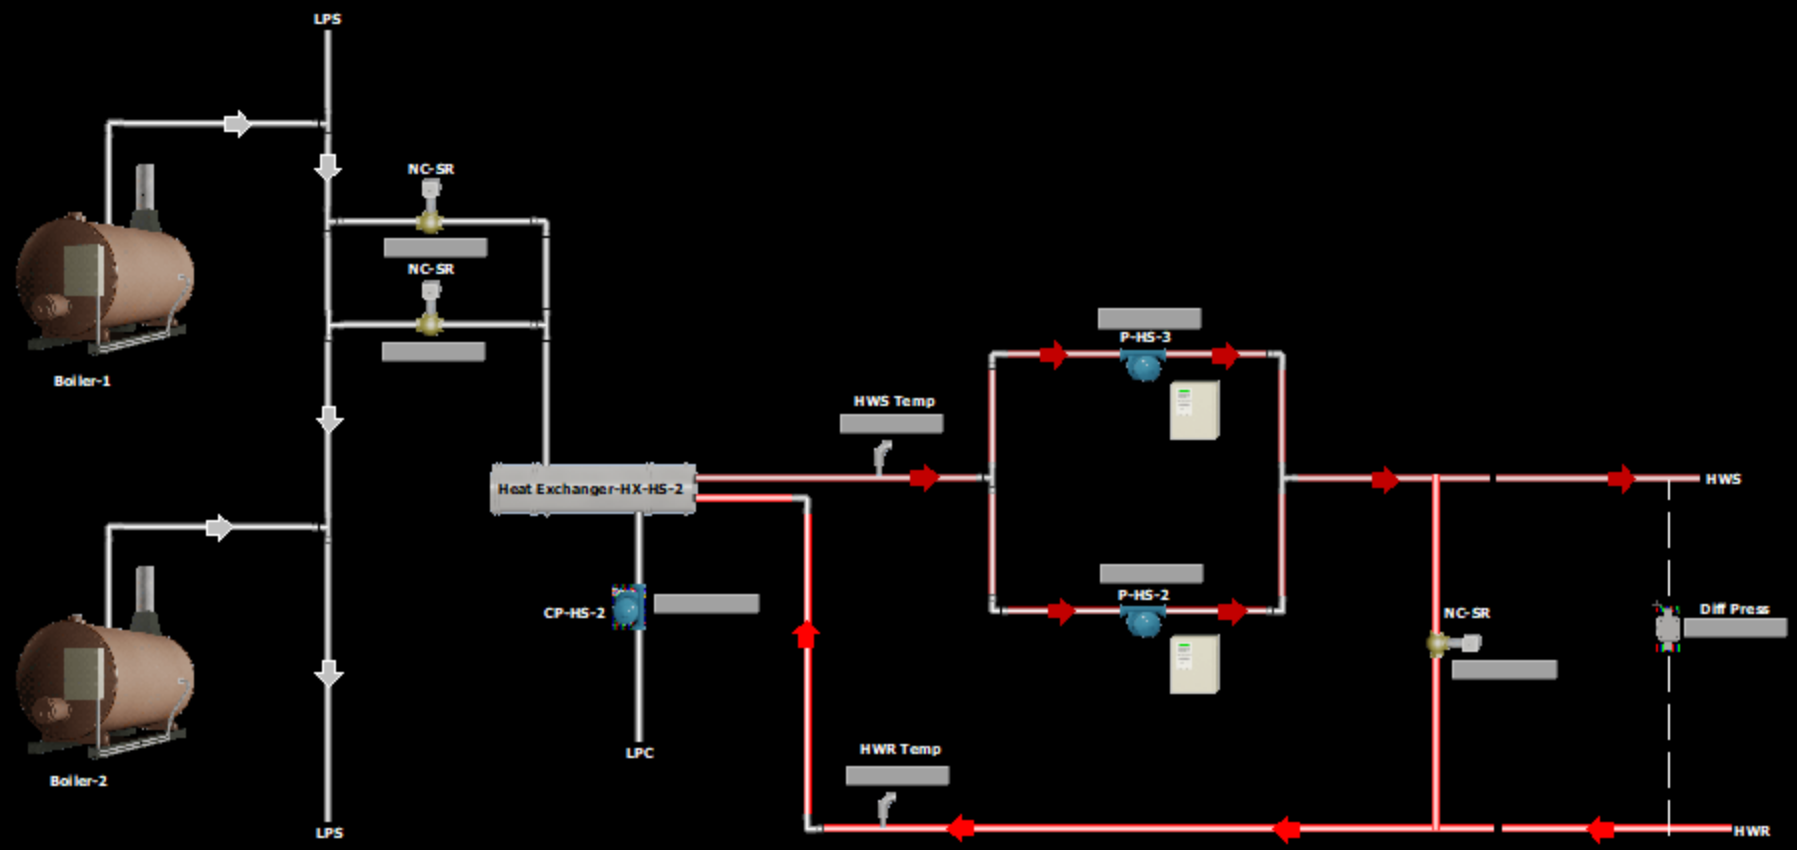 LPS
NC-SR
NC-SR
Boiler-1
P-HS-3
HWS Temp
Heat Exchanger-HX-HS-2
HWS
P-HS-2
CP-HS-2
NC-SR
Diff Press
LPC
HWR Temp
Boiler-2
LPS
HWR